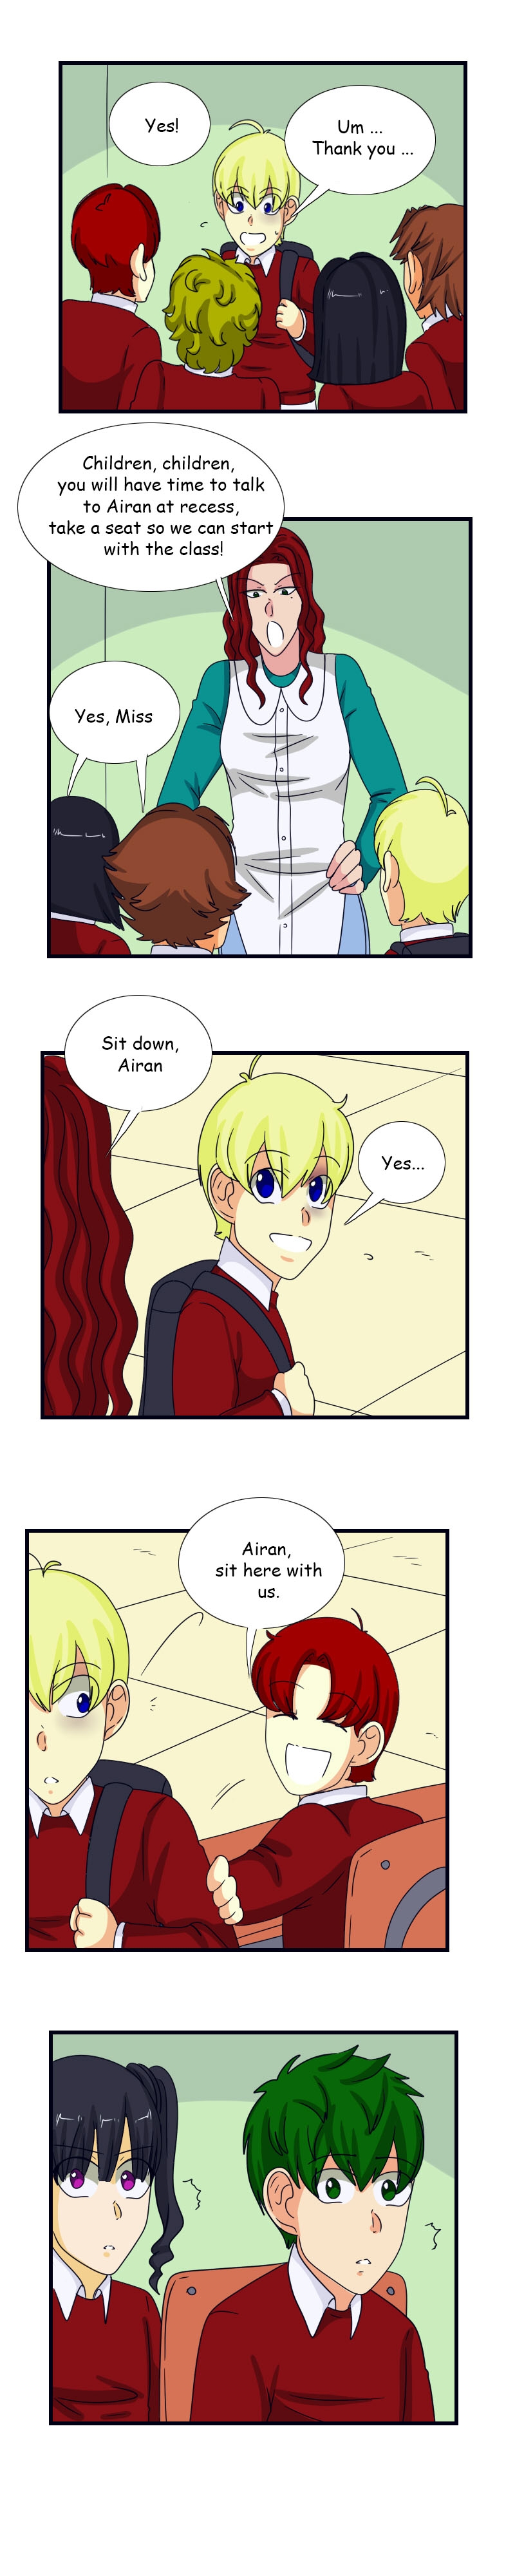 Yes!
Um ...
Thank you ...
Children, children,
you will have time to talk
to Airan at recess,
take a seat so we can start
with the class!
Yes, Miss
Sit down,
Airan
Yes...
Airan,
sit here with
us.